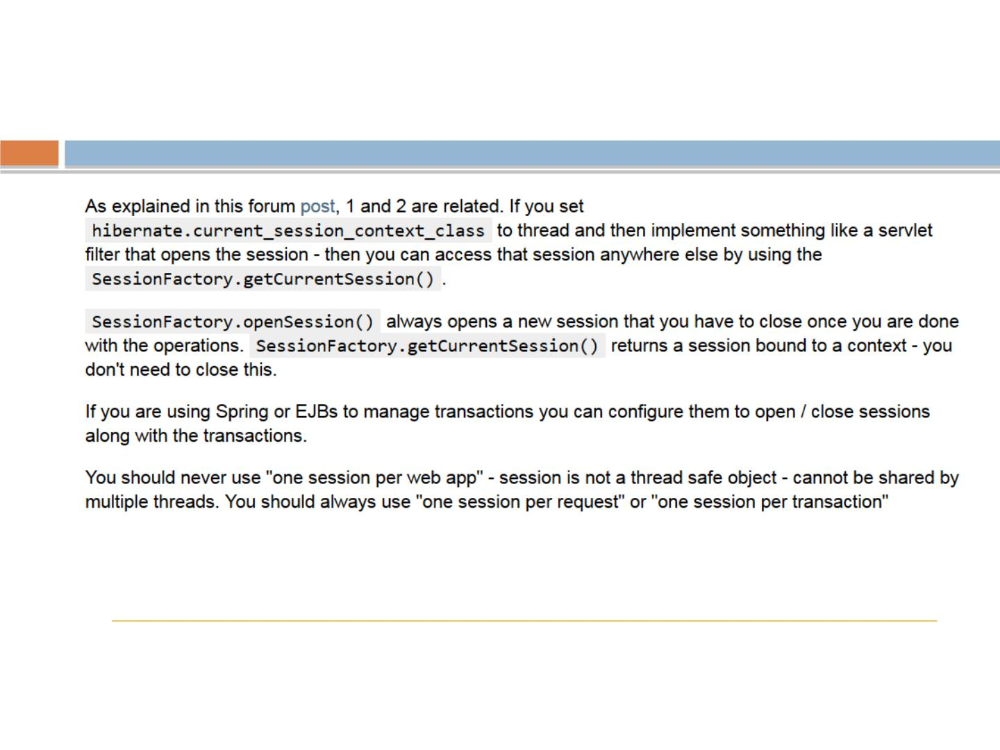 As explained in this forum post, 1 and 2 are related. If you set
hibernate.current_session_context_class to thread and then implement something like a servlet
filter that opens the session - then you can access that session anywhere else by using the
SessionFactory.getCurrentSession() .
SessionFactory.openSession() always opens a new session that you have to close once you are done
with the operations. SessionFactory.getCurrentSession() returns a session bound to a context - you
don't need to close this.
If you are using Spring or EJBs to manage transactions you can configure them to open / close sessions
along with the transactions.
You should never use "one session per web app" - session is not a thread safe object - cannot be shared by
multiple threads. You should always use "one session per request" or "one session per transaction"